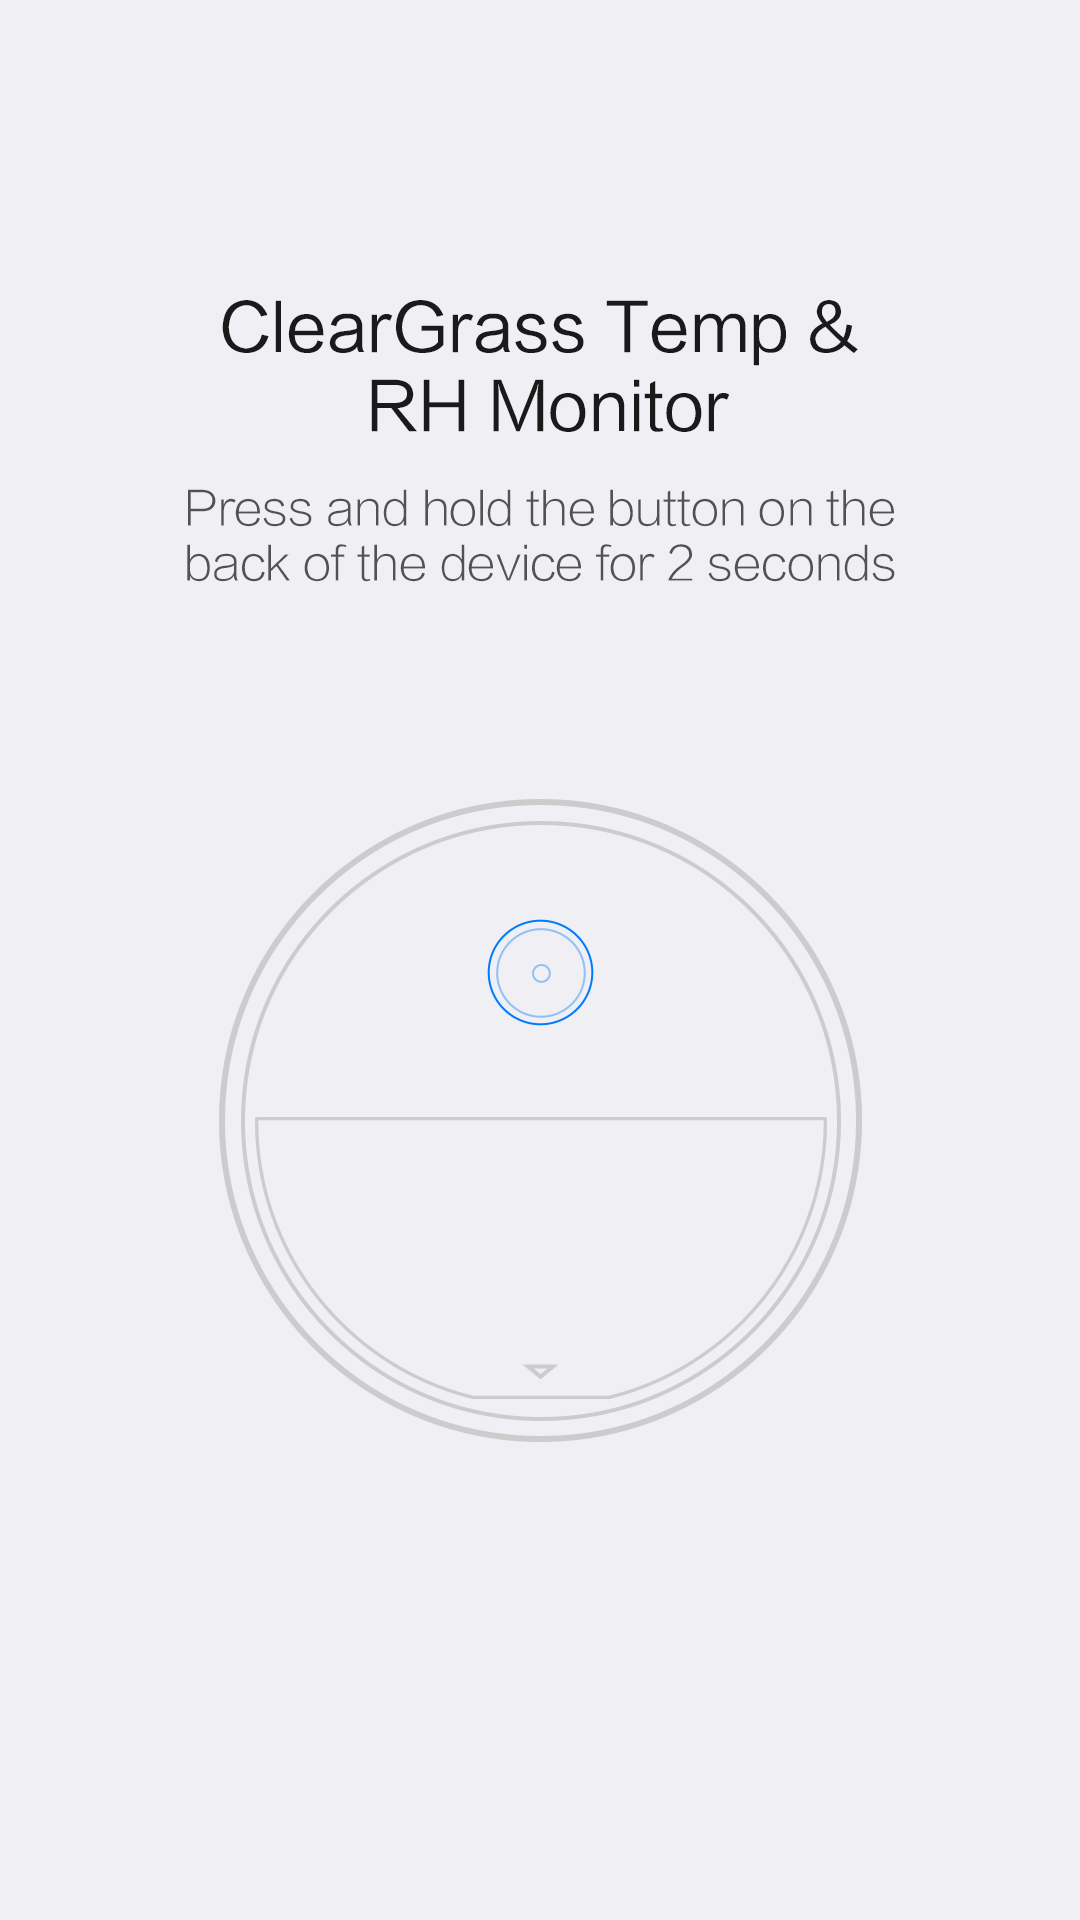 ClearGrass Temp &
RH Monitor
Press and hold the button on the
back of the device for 2 seconds